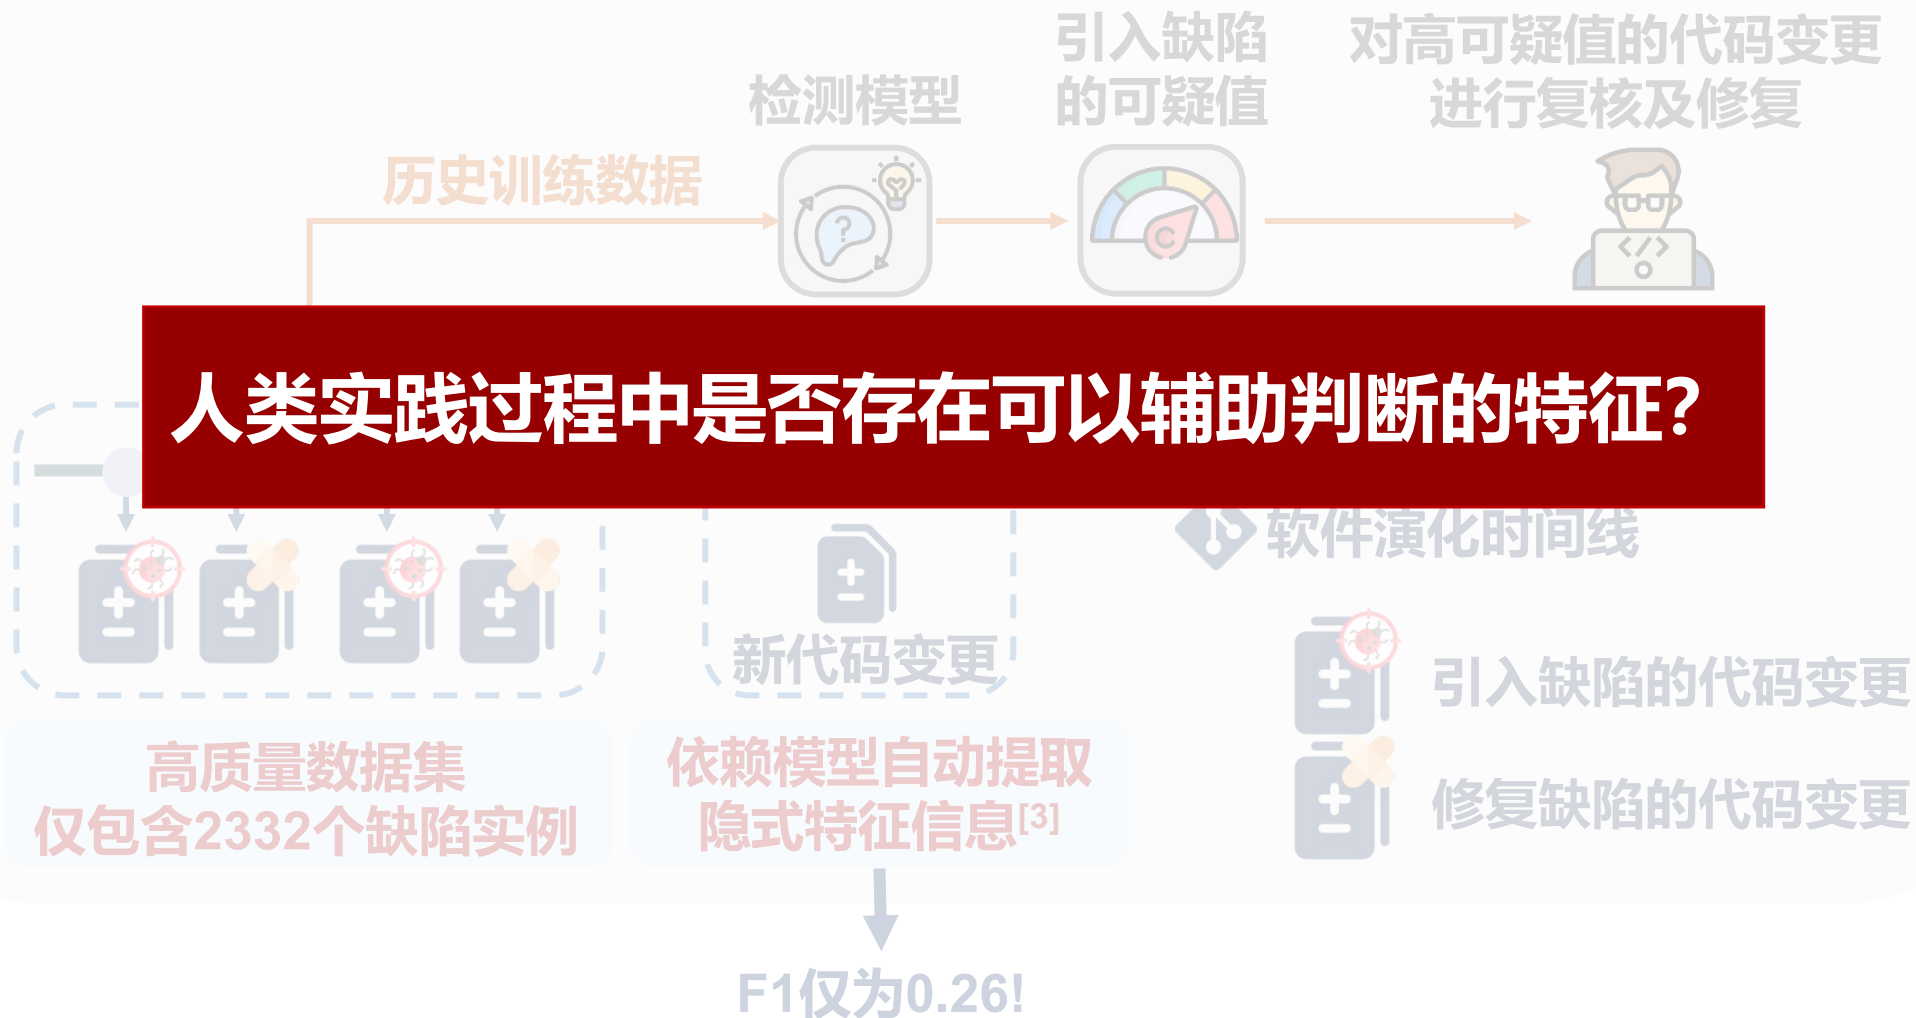 引入缺陷
的可疑值
对高可疑值的代码变更
进行复核及修复
检测模型
历史训练数据
?
C
人类实践过程中是否存在可以辅助判断的特征?
软件演化时间线
新代码变更
引入缺陷的代码变更
修复缺陷的代码变更
高质量数据集
仅包含2332个缺陷实例
依赖模型自动提取
隐式特征信息[3]
F1仅为0.26!